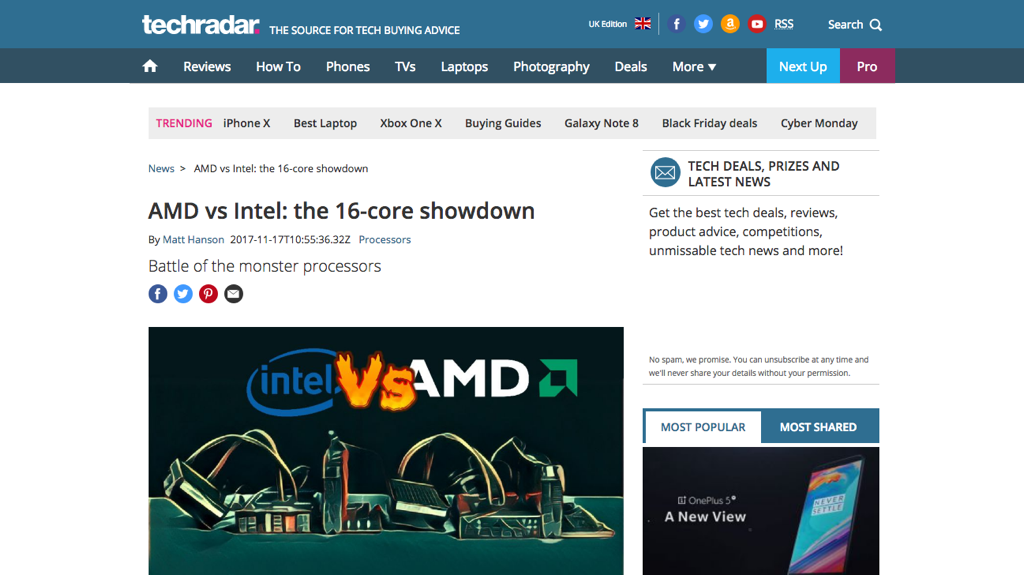 techradar. THE SOURCE FOR TECH BUYING ADVICE
UK Edition
RSS
Search
Reviews How To Phones TVs Laptops Photography Deals More ▼ Next Up Pro
TRENDING iPhone X Best Laptop Xbox One X Buying Guides Galaxy Note 8 Black Friday deals Cyber Monday
News > AMD vs Intel: the 16-core showdown
AMD vs Intel: the 16-core showdown
By Matt Hanson 2017-11-17T10:55:36.32Z Processors
Battle of the monster processors
intel Vs AMD
TECH DEALS, PRIZES AND
LATEST NEWS
Get the best tech deals, reviews,
product advice, competitions,
unmissable tech news and more!
No spam, we promise. You can unsubscribe at any time and
we'll never share your details without your permission.
MOST POPULAR MOST SHARED
OnePlus 5T
A New View
NEVER
SETTLE